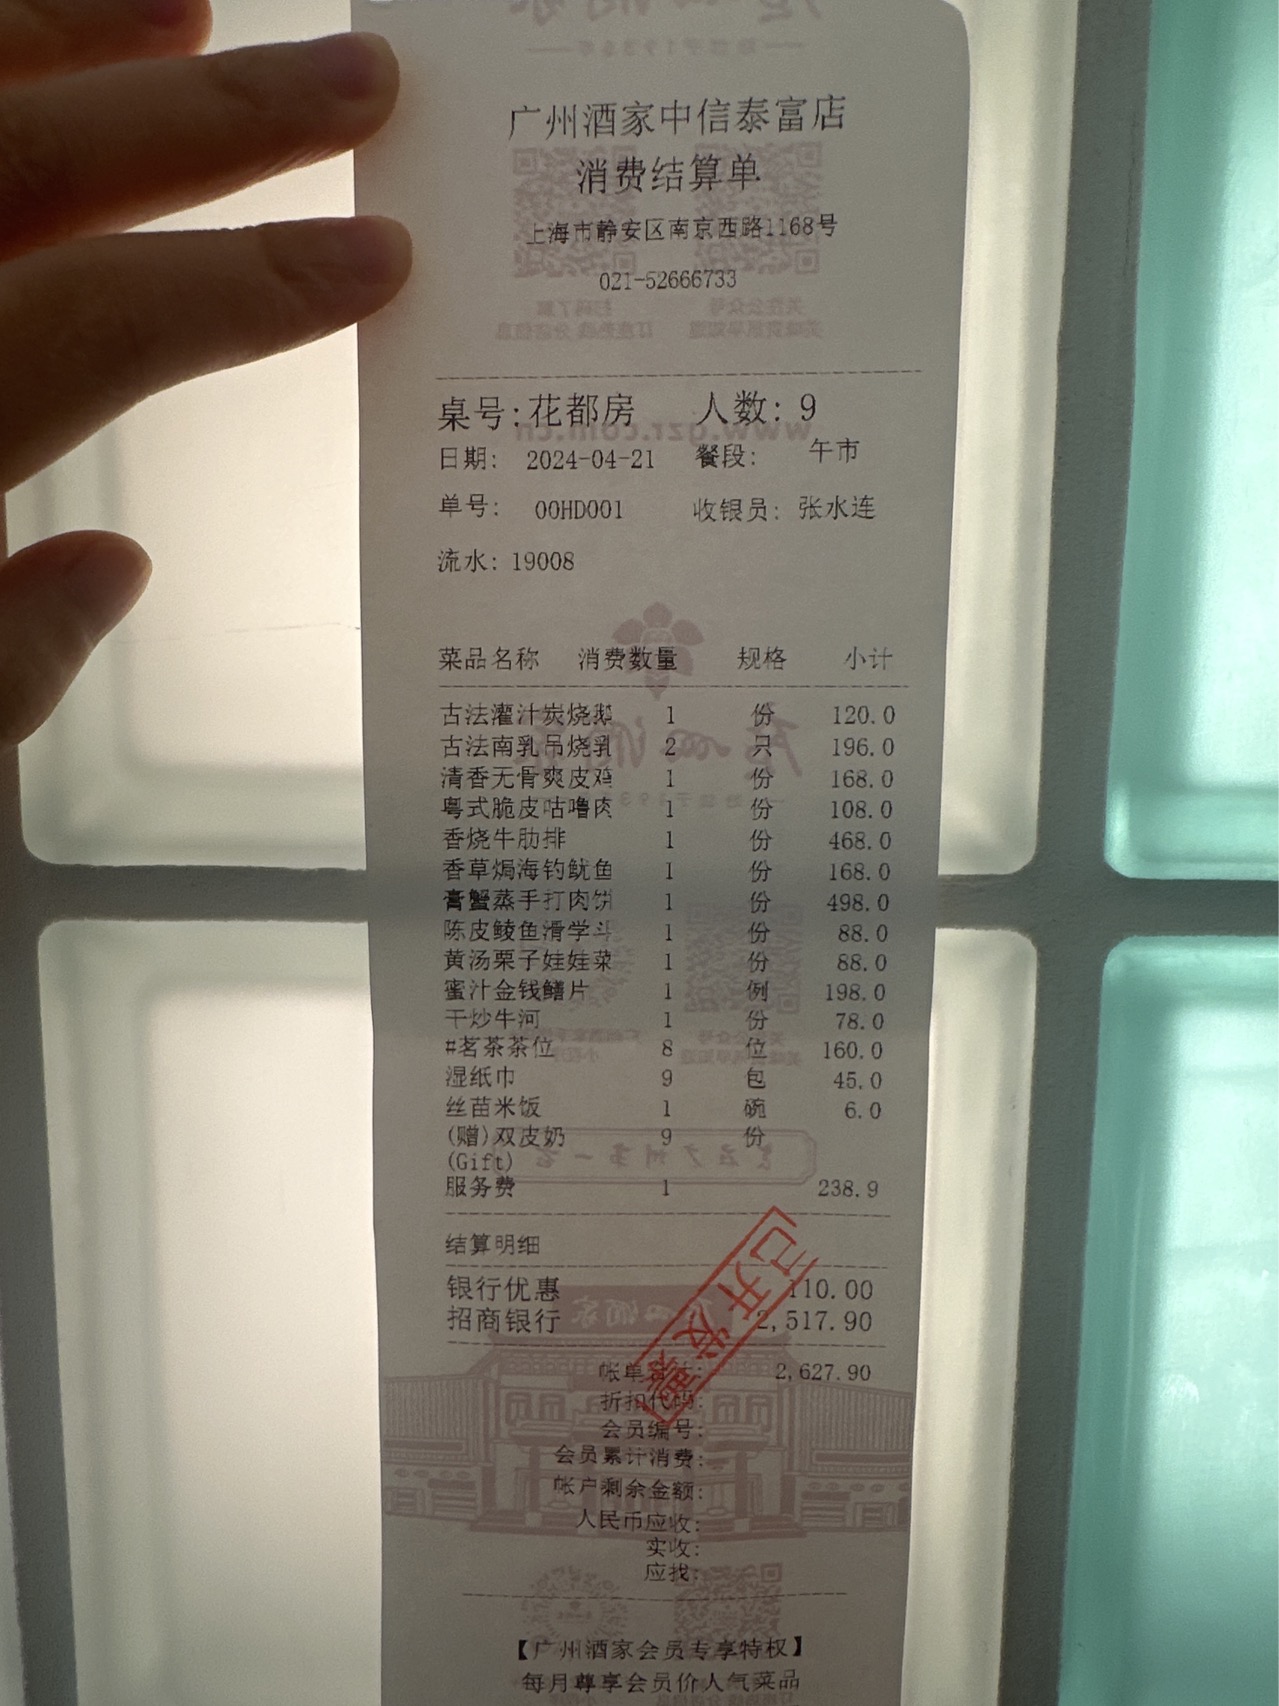 广州酒家中信泰富店
消费结算单
上海市静安区南京西路1168号
021-52666733
桌号:花都房 人数: 9
日期: 2024-04-21 餐段: 午市
单号: 00HD001 收银员: 张水连
流水: 19008
菜品名称 消费数量 规格 小计
古法灌汁炭烧鹅 1 份 120.0
古法南乳吊烧乳 2 只 196.0
清香无骨爽皮鸡 1 份 168.0
粤式脆皮咕噜肉 1 份 108.0
香烧牛肋排 1 份 468.0
香草焗海钓鱿鱼 1 份 168.0
膏蟹蒸手打肉饼 1 份 498.0
陈皮鲮鱼滑学斗 1 份 88.0
黄汤栗子娃娃菜 1 份 88.0
蜜汁金钱鳝片 1 例 198.0
干炒牛河 1 份 78.0
#茗茶茶位 8 位 160.0
湿纸巾 9 包 45.0
丝苗米饭 1 碗 6.0
(赠)双皮奶 9 份
(Gift)
服务费 1 238.9
结算明细
银行优惠 110.00
招商银行 2,517.90
已开发票
帐单 : 2,627.90
折扣代码:
会员编号:
会员累计消费:
帐户剩余金额:
人民币应收:
实收:
应找:
【广州酒家会员专享特权】
每月尊享会员价人气菜品